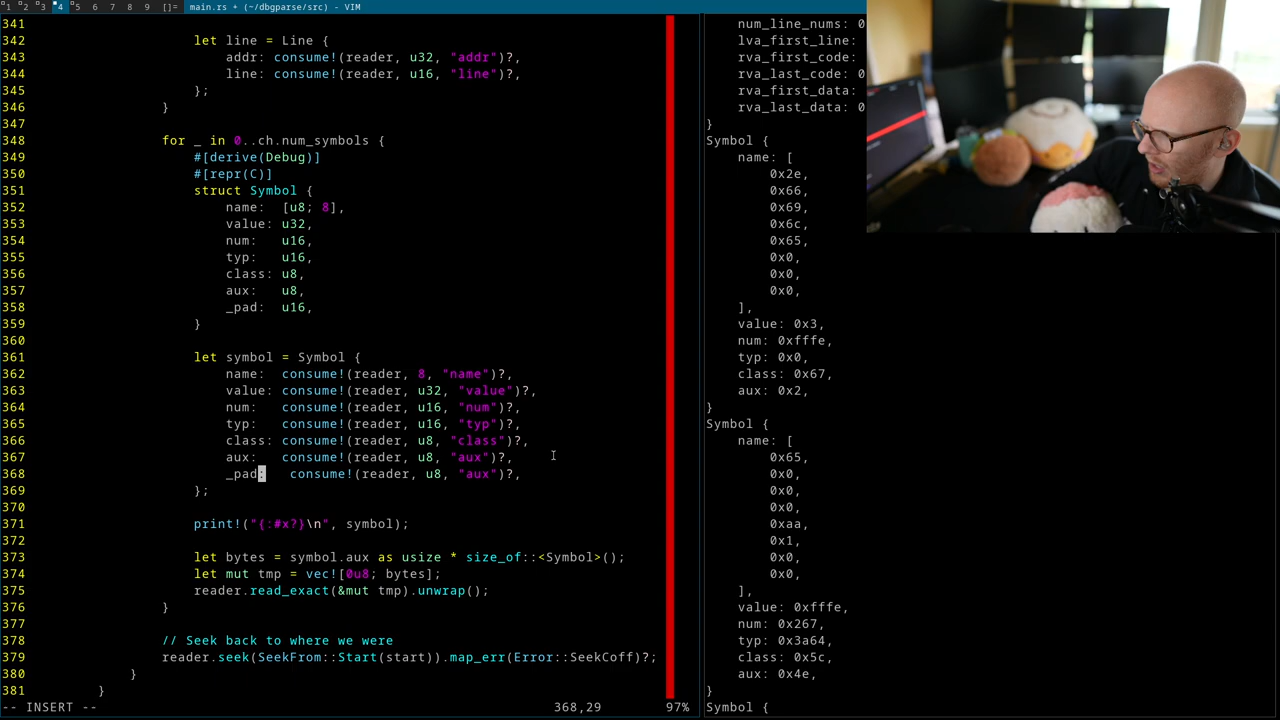 1 2 3 4 5 6 7 8 9 []= main.rs + (~/dbgparse/src) - VIM
341
342 let line = Line {
343 addr: consume!(reader, u32, "addr")?,
344 line: consume!(reader, u16, "line")?,
345 };
346 }
347
348 for _ in 0..ch.num_symbols {
349 #[derive(Debug)]
350 #[repr(C)]
351 struct Symbol {
352 name: [u8; 8],
353 value: u32,
354 num: u16,
355 typ: u16,
356 class: u8,
357 aux: u8,
358 _pad: u16,
359 }
360
361 let symbol = Symbol {
362 name: consume!(reader, 8, "name")?,
363 value: consume!(reader, u32, "value")?,
364 num: consume!(reader, u16, "num")?,
365 typ: consume!(reader, u16, "typ")?,
366 class: consume!(reader, u8, "class")?,
367 aux: consume!(reader, u8, "aux")?,
368 _pad: consume!(reader, u8, "aux")?,
369 };
370
371 print!("{:#x?}\n", symbol);
372
373 let bytes = symbol.aux as usize * size_of::<Symbol>();
374 let mut tmp = vec![0u8; bytes];
375 reader.read_exact(&mut tmp).unwrap();
376 }
377
378 // Seek back to where we were
379 reader.seek(SeekFrom::Start(start)).map_err(Error::SeekCoff)?;
380 }
381 }
-- INSERT -- 368,29 97%
num_line_nums: 0
lva_first_line:
rva_first_code:
rva_last_code: 0
rva_first_data:
rva_last_data: 0
}
Symbol {
name: [
0x2e,
0x66,
0x69,
0x6c,
0x65,
0x0,
0x0,
0x0,
],
value: 0x3,
num: 0xfffe,
typ: 0x0,
class: 0x67,
aux: 0x2,
}
Symbol {
name: [
0x65,
0x0,
0x0,
0x0,
0xaa,
0x1,
0x0,
0x0,
],
value: 0xfffe,
num: 0x267,
typ: 0x3a64,
class: 0x5c,
aux: 0x4e,
}
Symbol {